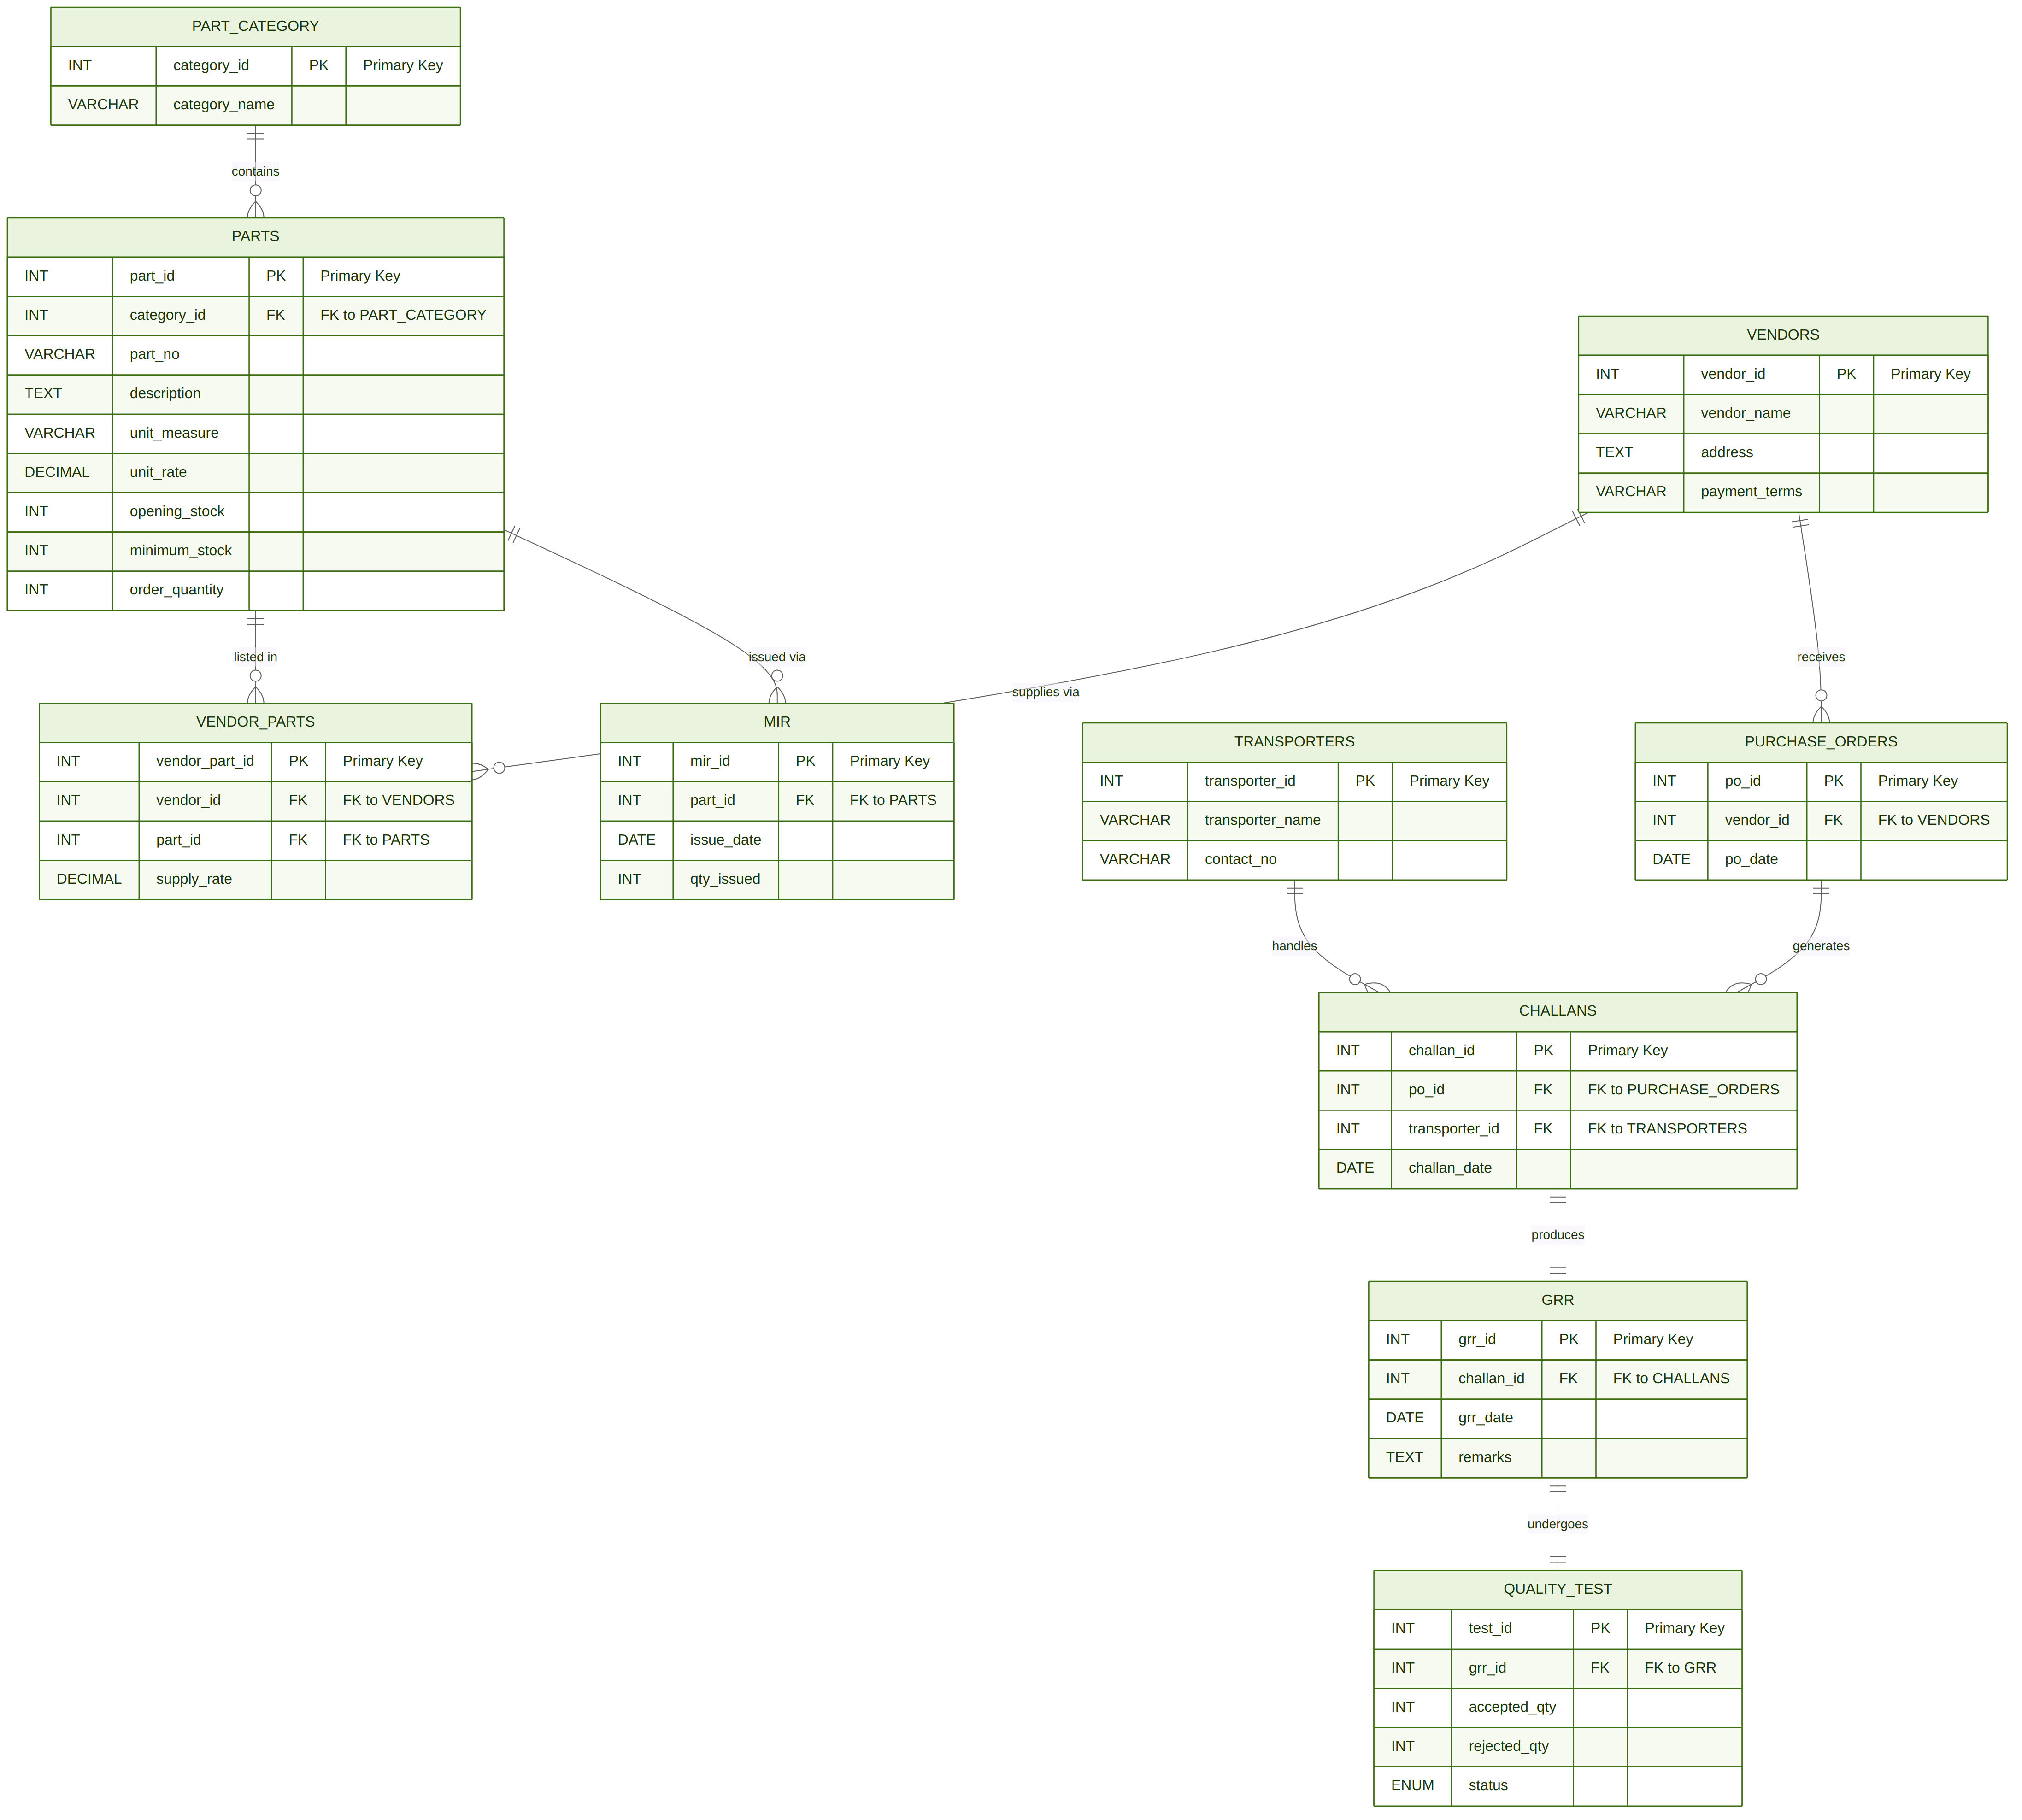 PART_CATEGORY
INT category_id PK Primary Key
VARCHAR category_name
contains
PARTS
INT part_id PK Primary Key
INT category_id FK FK to PART_CATEGORY
VARCHAR part_no
TEXT description
VARCHAR unit_measure
DECIMAL unit_rate
INT opening_stock
INT minimum_stock
INT order_quantity
VENDORS
INT vendor_id PK Primary Key
VARCHAR vendor_name
TEXT address
VARCHAR payment_terms
listed in
issued via
supplies via
receives
VENDOR_PARTS
INT vendor_part_id PK Primary Key
INT vendor_id FK FK to VENDORS
INT part_id FK FK to PARTS
DECIMAL supply_rate
MIR
INT mir_id PK Primary Key
INT part_id FK FK to PARTS
DATE issue_date
INT qty_issued
TRANSPORTERS
INT transporter_id PK Primary Key
VARCHAR transporter_name
VARCHAR contact_no
PURCHASE_ORDERS
INT po_id PK Primary Key
INT vendor_id FK FK to VENDORS
DATE po_date
handles
generates
CHALLANS
INT challan_id PK Primary Key
INT po_id FK FK to PURCHASE_ORDERS
INT transporter_id FK FK to TRANSPORTERS
DATE challan_date
produces
GRR
INT grr_id PK Primary Key
INT challan_id FK FK to CHALLANS
DATE grr_date
TEXT remarks
undergoes
QUALITY_TEST
INT test_id PK Primary Key
INT grr_id FK FK to GRR
INT accepted_qty
INT rejected_qty
ENUM status